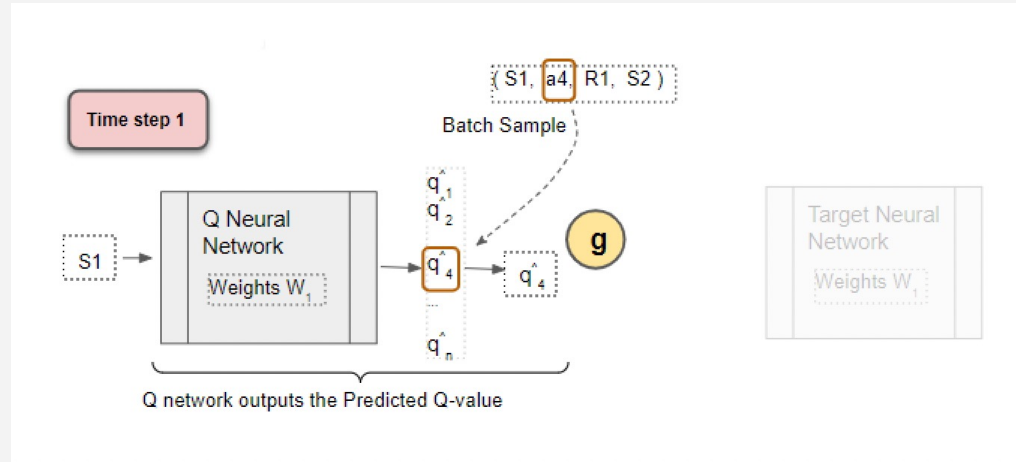 ( S1, a4, R1, S2 )
Batch Sample
Time step 1
S1
Q Neural
Network
Weights W1
q̂1
q̂2
q̂4
...
q̂n
q̂4
g
Target Neural
Network
Weights W1
Q network outputs the Predicted Q-value